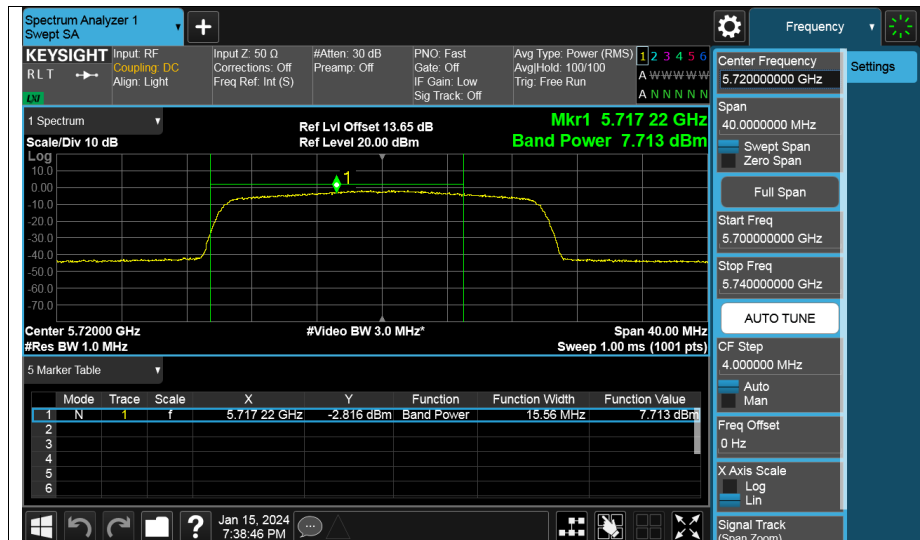 Spectrum Analyzer 1
Swept SA
+
Frequency
KEYSIGHT
R L T
LXI
Input: RF
Coupling: DC
Align: Light
Input Z: 50 Ω
Corrections: Off
Freq Ref: Int (S)
#Atten: 30 dB
Preamp: Off
PNO: Fast
Gate: Off
IF Gain: Low
Sig Track: Off
Avg Type: Power (RMS)
Avg|Hold: 100/100
Trig: Free Run
1 2 3 4 5 6
A W W W W W
A N N N N N
1 Spectrum
Scale/Div 10 dB
Ref Lvl Offset 13.65 dB
Ref Level 20.00 dBm
Mkr1 5.717 22 GHz
Band Power 7.713 dBm
Log
10.0
0.00
-10.0
-20.0
-30.0
-40.0
-50.0
-60.0
-70.0
1
Center 5.72000 GHz
#Res BW 1.0 MHz
#Video BW 3.0 MHz*
Span 40.00 MHz
Sweep 1.00 ms (1001 pts)
5 Marker Table
Mode Trace Scale X Y Function Function Width Function Value
1 N 1 f 5.717 22 GHz -2.816 dBm Band Power 15.56 MHz 7.713 dBm
2
3
4
5
6
?
Jan 15, 2024
7:38:46 PM
Center Frequency
5.720000000 GHz
Span
40.0000000 MHz
Swept Span
Zero Span
Full Span
Start Freq
5.700000000 GHz
Stop Freq
5.740000000 GHz
AUTO TUNE
CF Step
4.000000 MHz
Auto
Man
Freq Offset
0 Hz
X Axis Scale
Log
Lin
Signal Track
(Span Zoom)
Settings